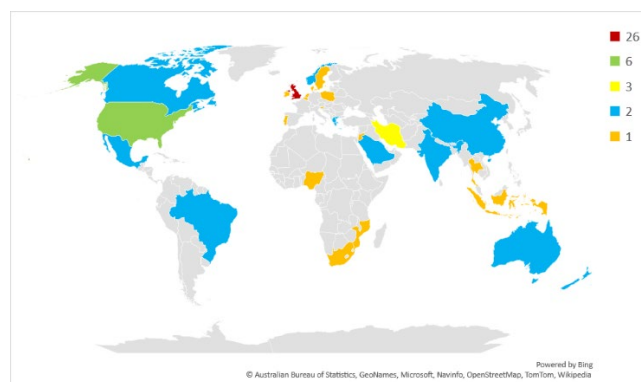 26
6
3
2
1
Powered by Bing
© Australian Bureau of Statistics, GeoNames, Microsoft, Navinfo, OpenStreetMap, TomTom, Wikipedia